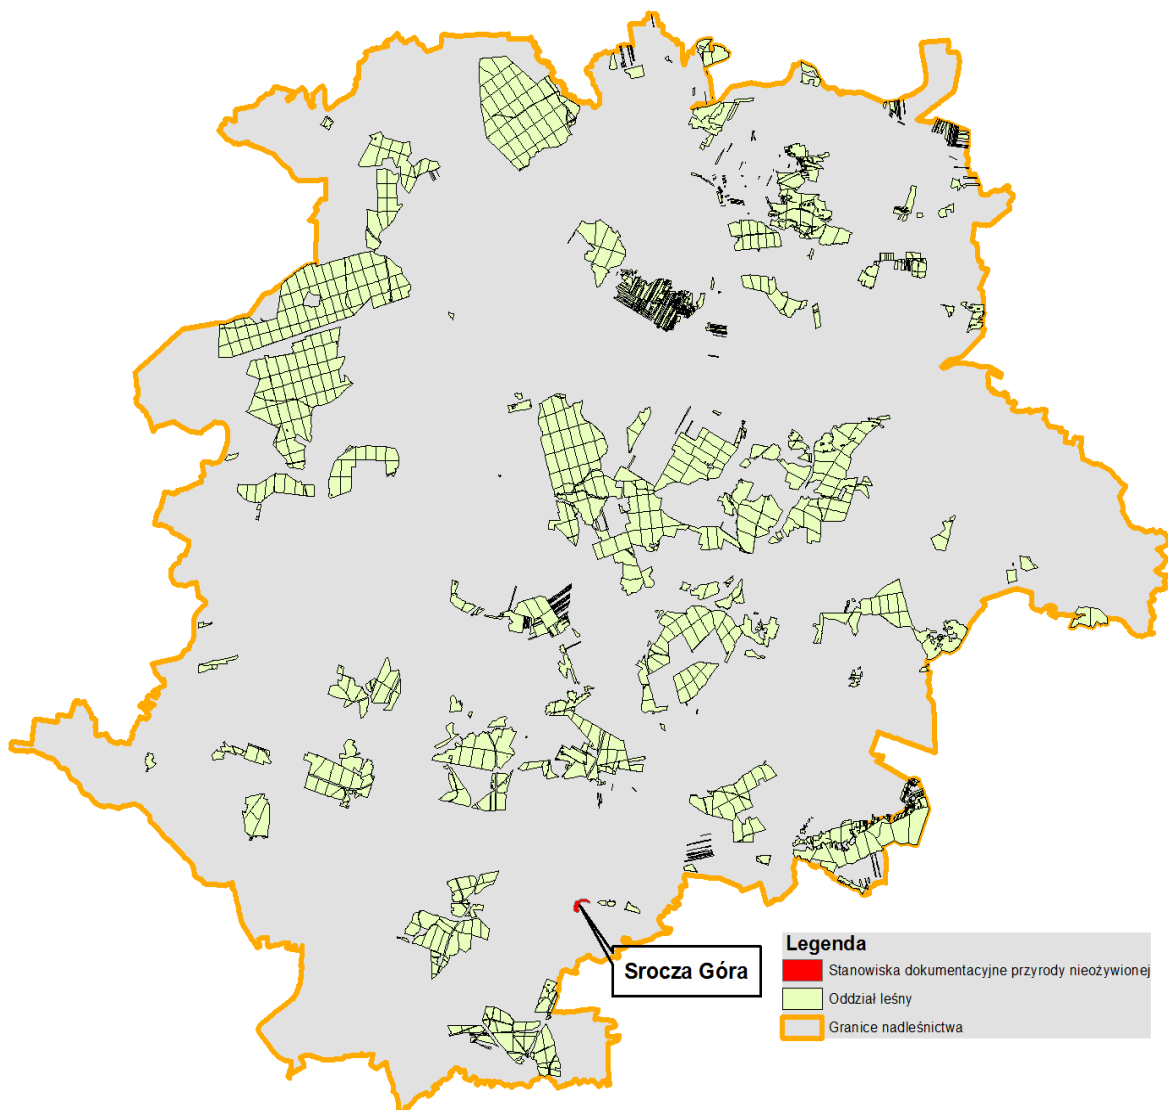 Srocza Góra
Legenda
Stanowiska dokumentacyjne przyrody nieożywionej
Oddział leśny
Granice nadleśnictwa